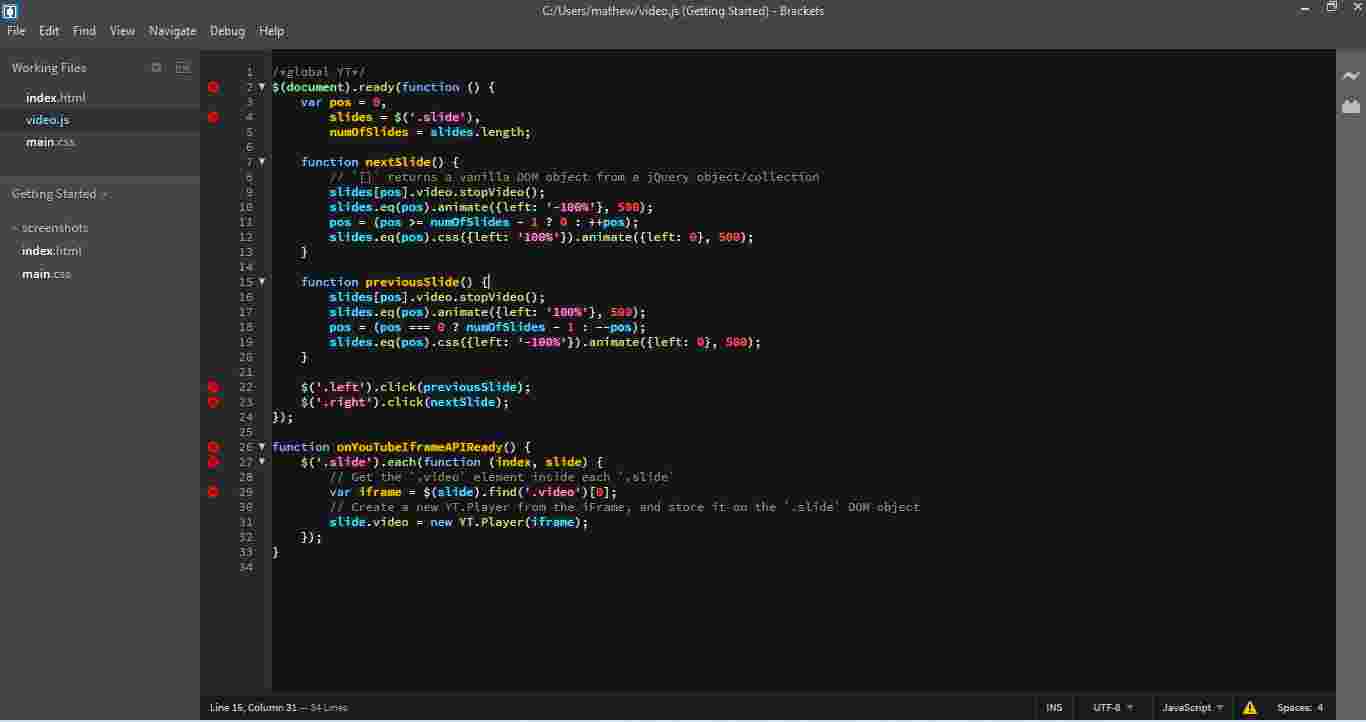 C:/Users/mathew/video.js (Getting Started) - Brackets
File Edit Find View Navigate Debug Help
Working Files
index.html
video.js
main.css
Getting Started
screenshots
index.html
main.css
1 /*global YT*/
2 $(document).ready(function () {
3     var pos = 0,
4         slides = $('.slide'),
5         numOfSlides = slides.length;
6
7     function nextSlide() {
8         // `[]` returns a vanilla DOM object from a jQuery object/collection
9         slides[pos].video.stopVideo();
10         slides.eq(pos).animate({left: '-100%'}, 500);
11         pos = (pos >= numOfSlides - 1 ? 0 : ++pos);
12         slides.eq(pos).css({left: '100%'}).animate({left: 0}, 500);
13     }
14
15     function previousSlide() {
16         slides[pos].video.stopVideo();
17         slides.eq(pos).animate({left: '100%'}, 500);
18         pos = (pos === 0 ? numOfSlides - 1 : --pos);
19         slides.eq(pos).css({left: '-100%'}).animate({left: 0}, 500);
20     }
21
22     $('.left').click(previousSlide);
23     $('.right').click(nextSlide);
24 });
25
26 function onYouTubeIframeAPIReady() {
27     $('.slide').each(function (index, slide) {
28         // Get the `.video` element inside each `.slide`
29         var iframe = $(slide).find('.video')[0];
30         // Create a new YT.Player from the iFrame, and store it on the `.slide` DOM object
31         slide.video = new YT.Player(iframe);
32     });
33 }
34
Line 15, Column 31 — 34 Lines
INS UTF-8 JavaScript Spaces: 4